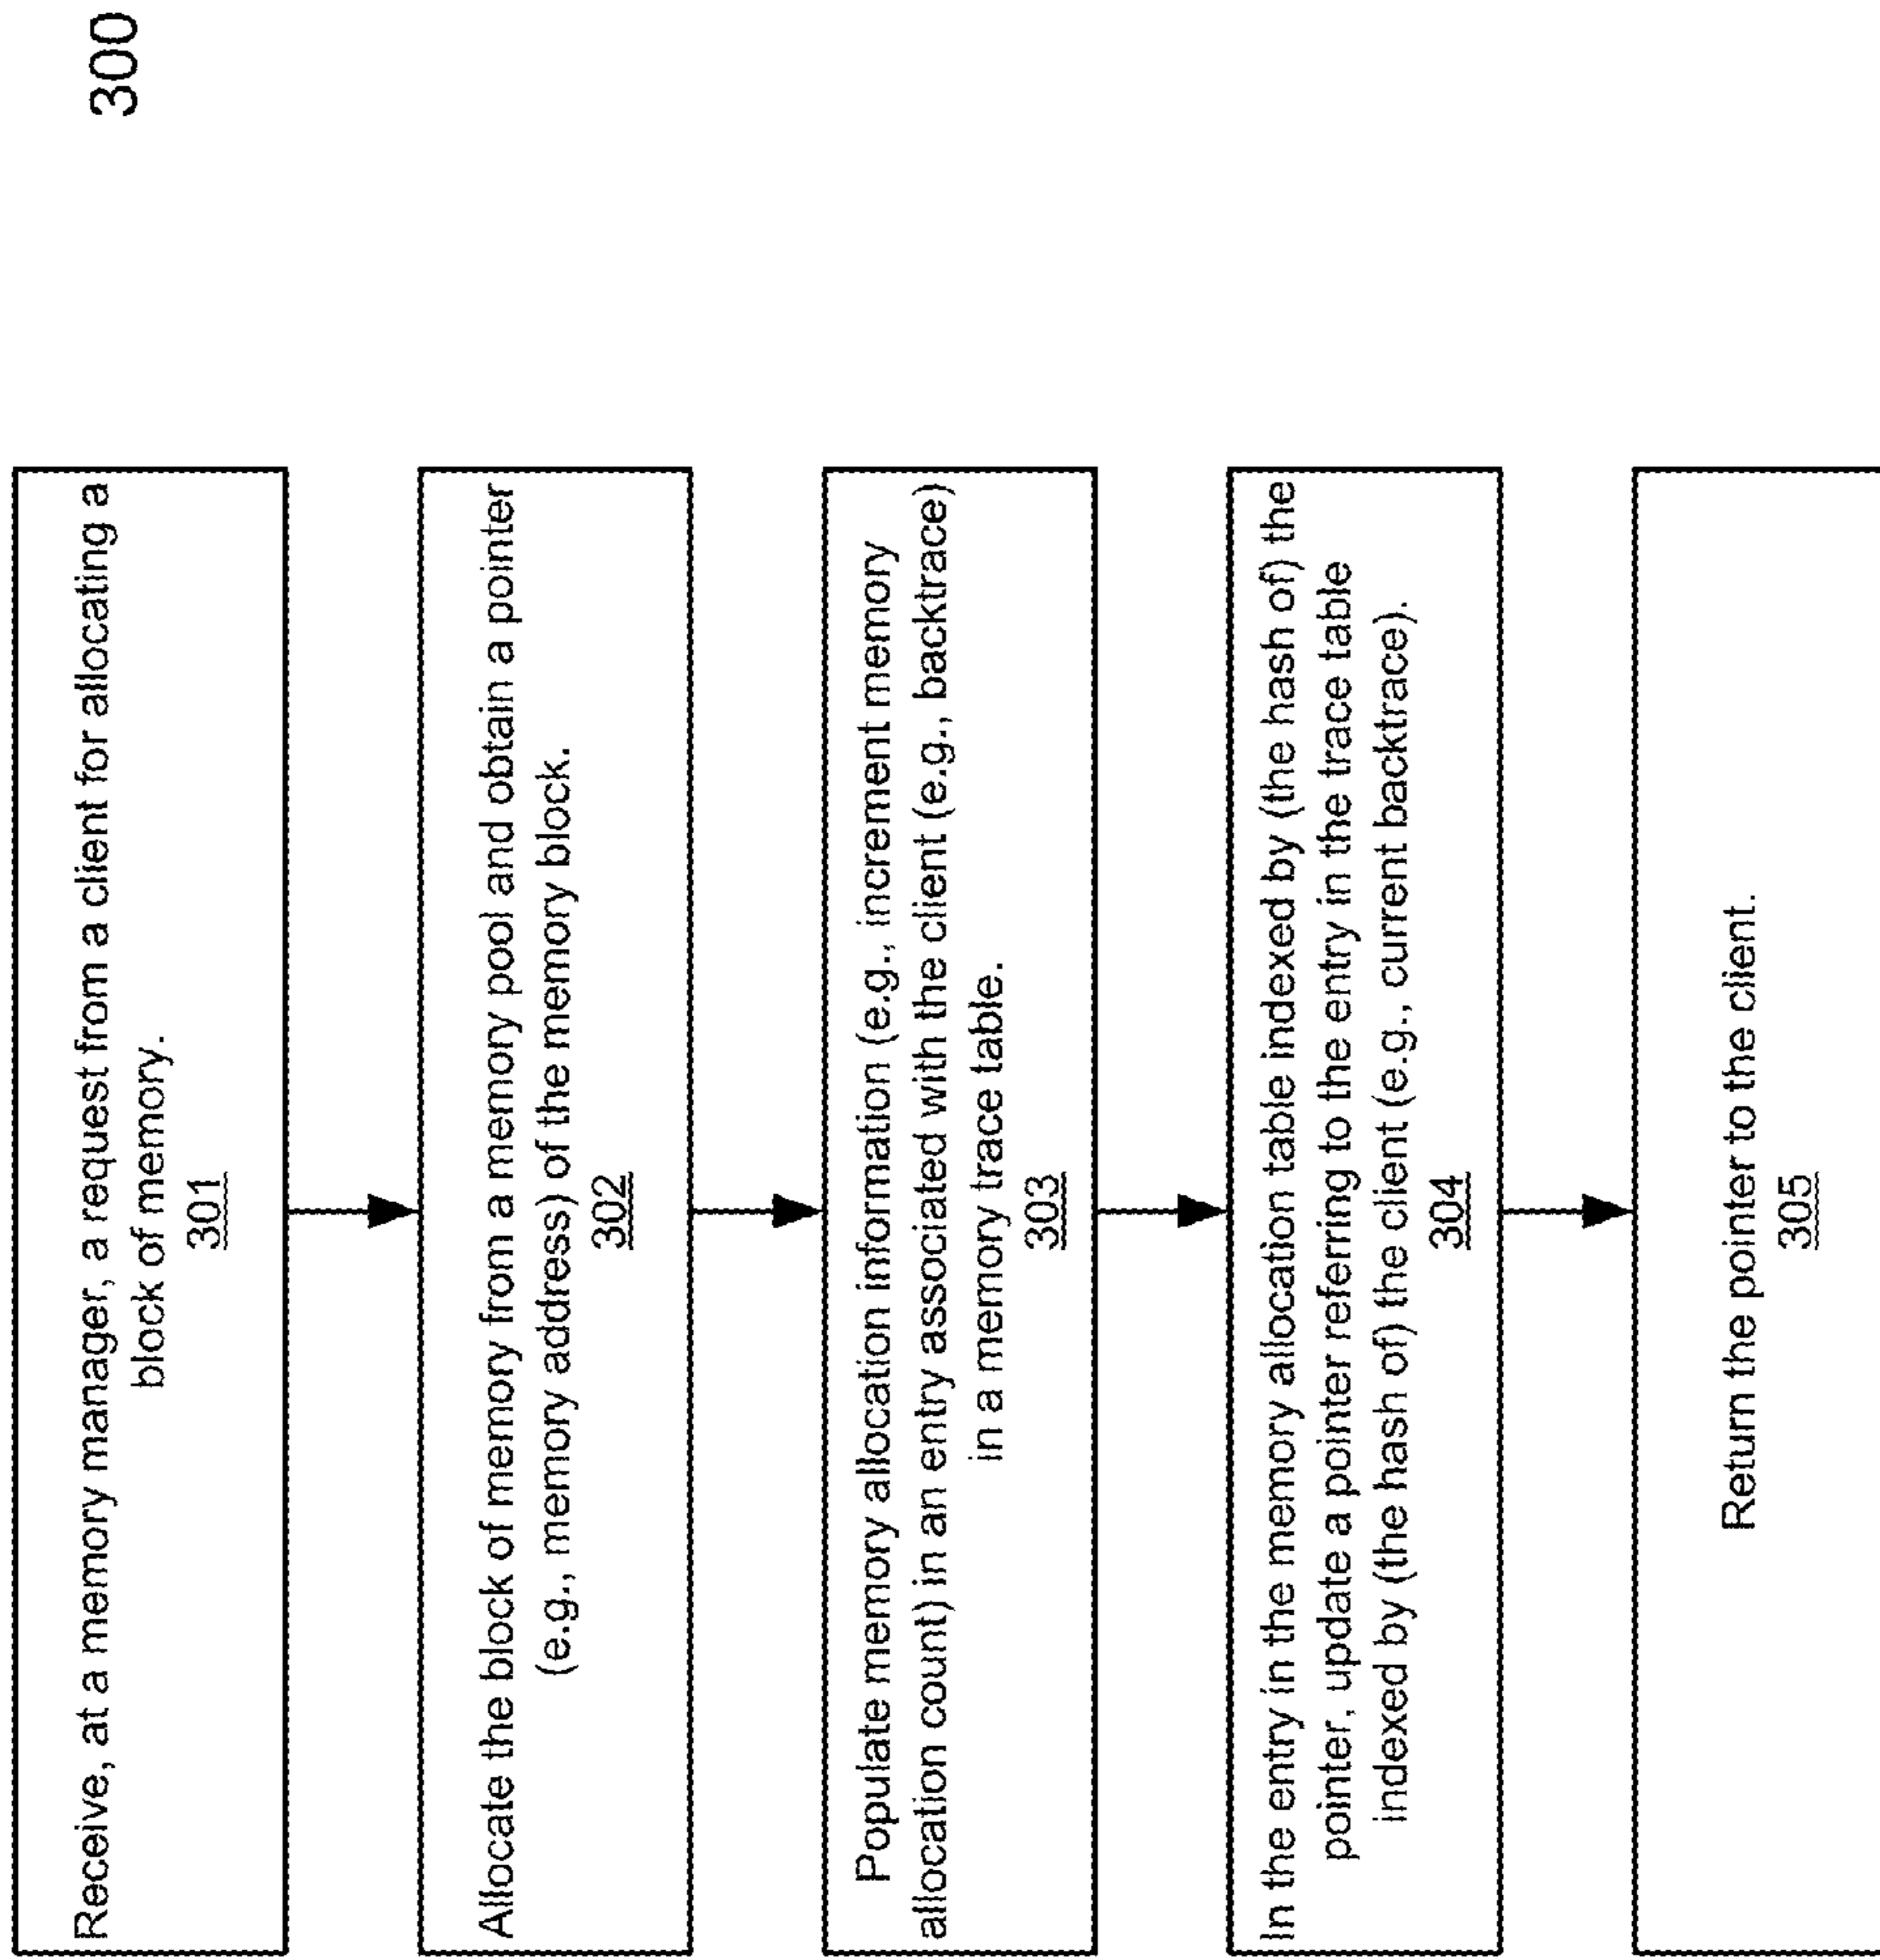 300
Receive, at a memory manager, a request from a client for allocating a
block of memory.
301
Allocate the block of memory from a memory pool and obtain a pointer
(e.g., memory address) of the memory block.
302
Populate memory allocation information (e.g., increment memory
allocation count) in an entry associated with the client (e.g., backtrace)
in a memory trace table.
303
In the entry in the memory allocation table indexed by (the hash of) the
pointer, update a pointer referring to the entry in the trace table
indexed by (the hash of) the client (e.g., current backtrace).
304
Return the pointer to the client.
305